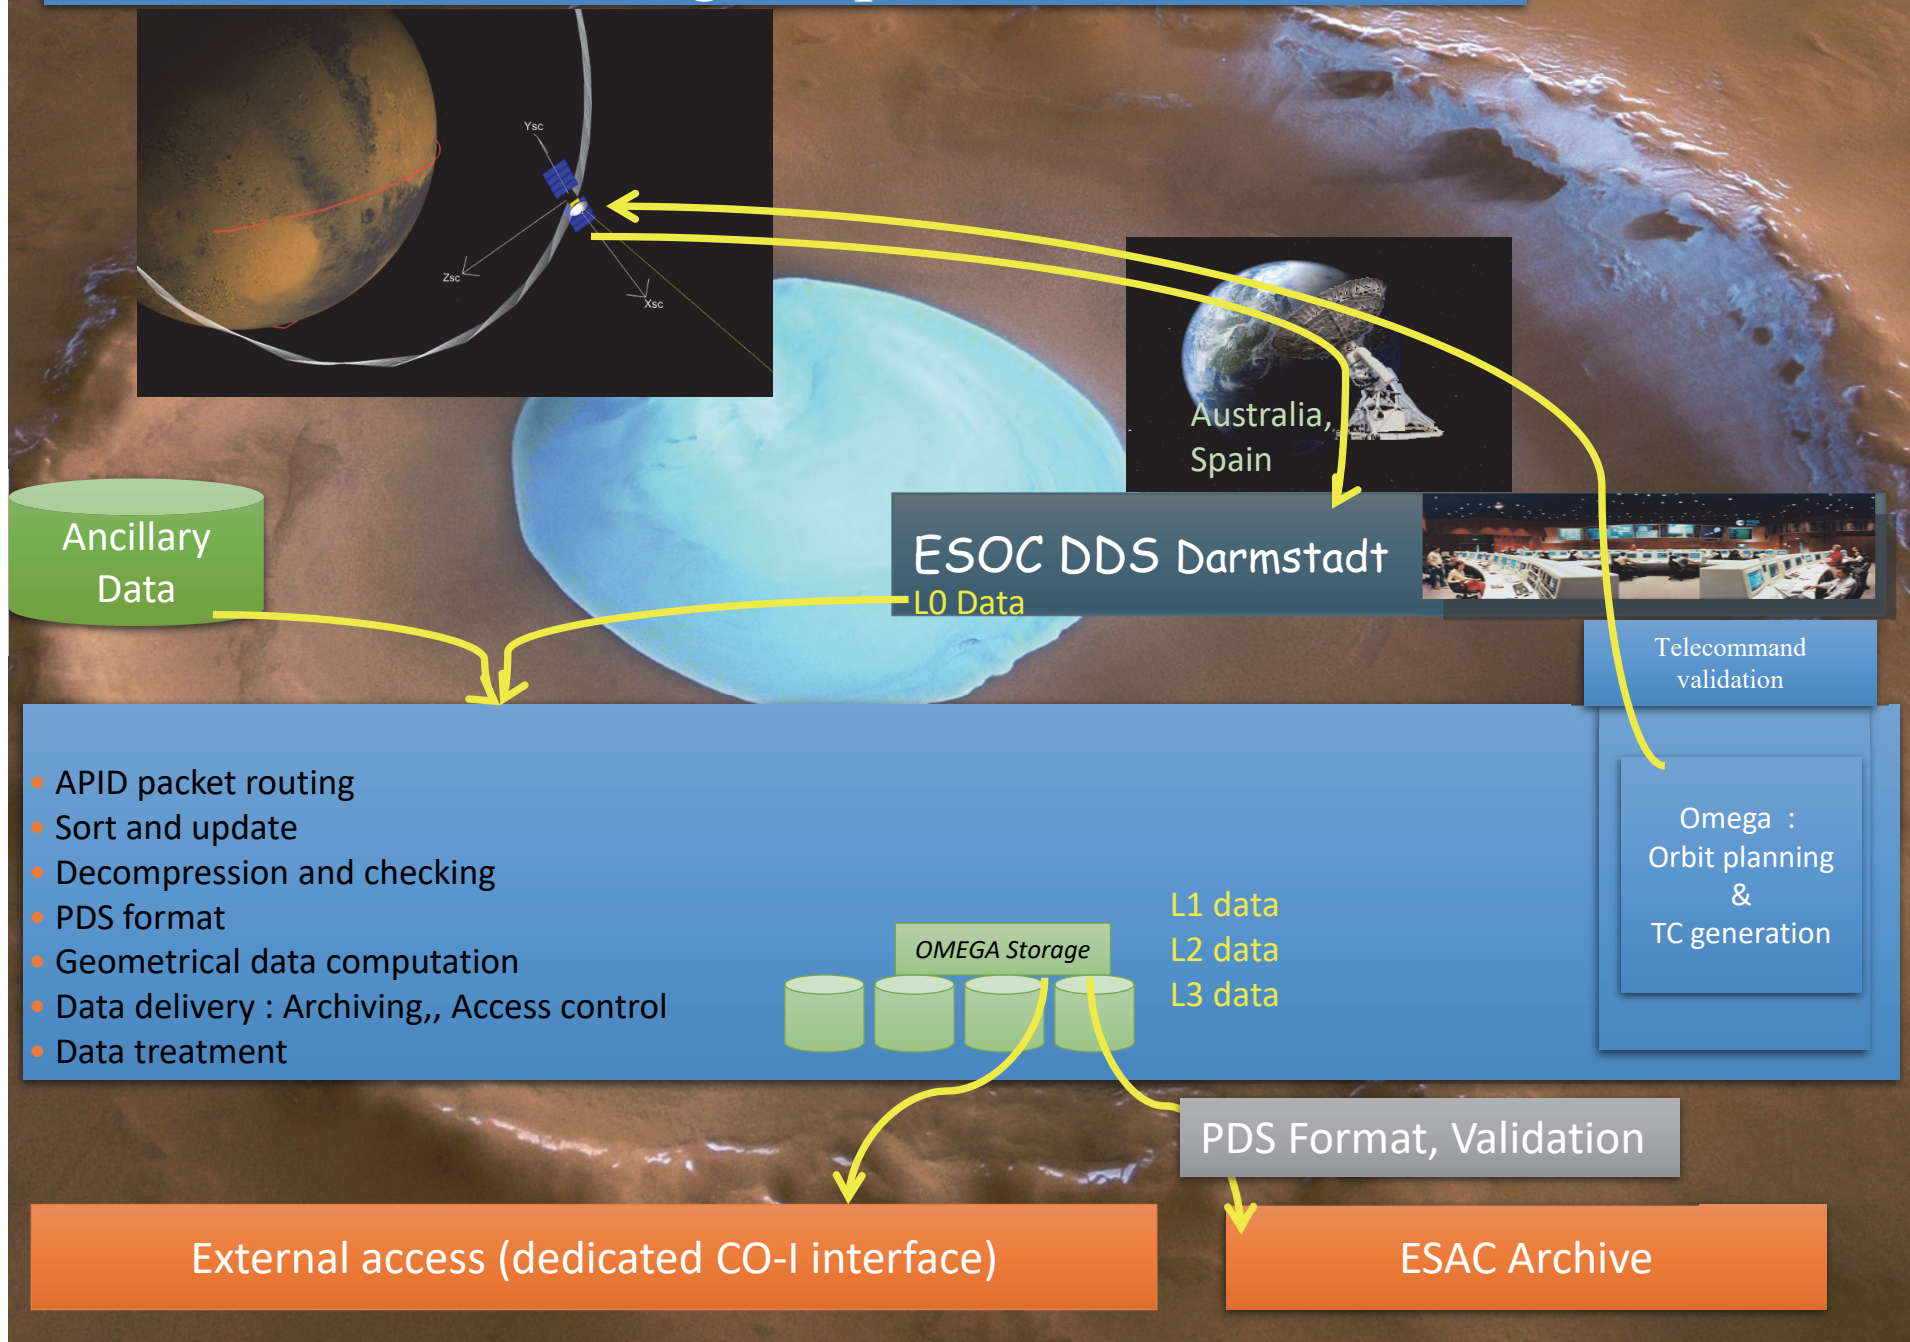 Ysc
Zsc
Xsc
Australia,
Spain
Ancillary
Data
ESOC DDS Darmstadt
L0 Data
Telecommand
validation
• APID packet routing
• Sort and update
• Decompression and checking
• PDS format
• Geometrical data computation
• Data delivery : Archiving,, Access control
• Data treatment
OMEGA Storage
L1 data
L2 data
L3 data
Omega :
Orbit planning
&
TC generation
PDS Format, Validation
External access (dedicated CO-I interface)
ESAC Archive